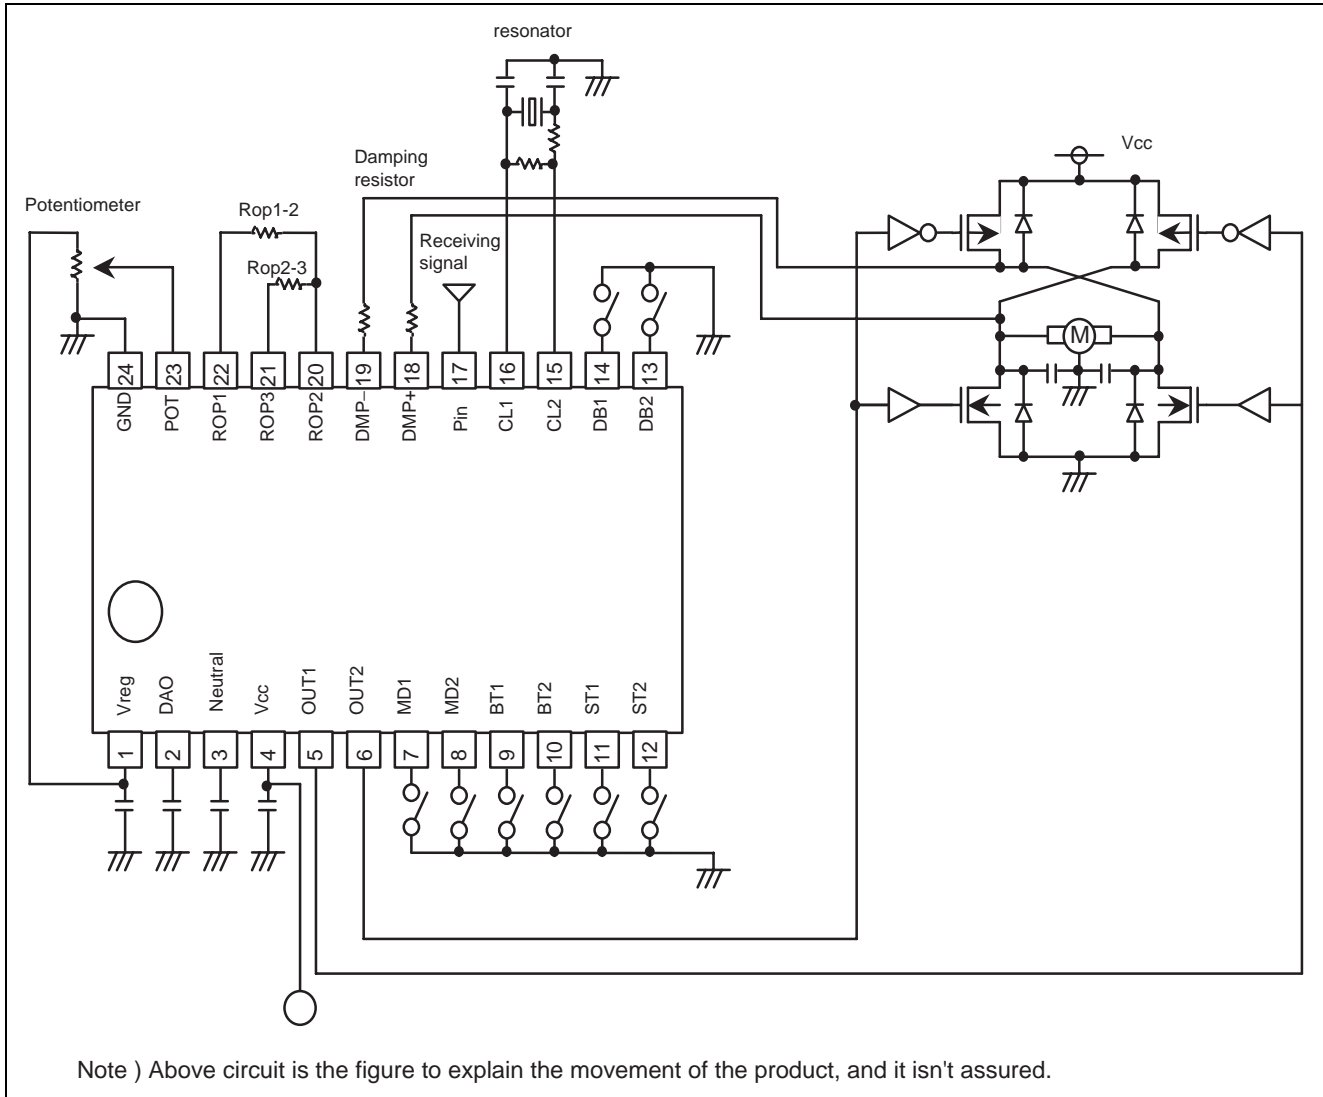 resonator
Vcc
Damping
resistor
Potentiometer
Rop1-2
Receiving
signal
Rop2-3
M
24
23
22
21
20
19
18
17
16
15
14
13
GND
POT
ROP1
ROP3
ROP2
DMP−
DMP+
Pin
CL1
CL2
DB1
DB2
Vreg
DAO
Neutral
Vcc
OUT1
OUT2
MD1
MD2
BT1
BT2
ST1
ST2
1
2
3
4
5
6
7
8
9
10
11
12
Note ) Above circuit is the figure to explain the movement of the product, and it isn't assured.